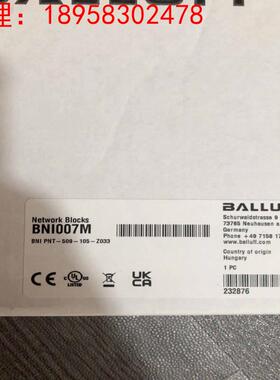 理：18958302478
BALLUFF
Network Blocks
BNI007M
BNI PNT-509-105-Z033
BALLUFF
Schurwaldstrasse 9
73765 Neuhausen a.
Germany
Phone +49 7158 17
www.balluff.com
Country of origin
Hungary
1 PC
CE
UK
CA
232876